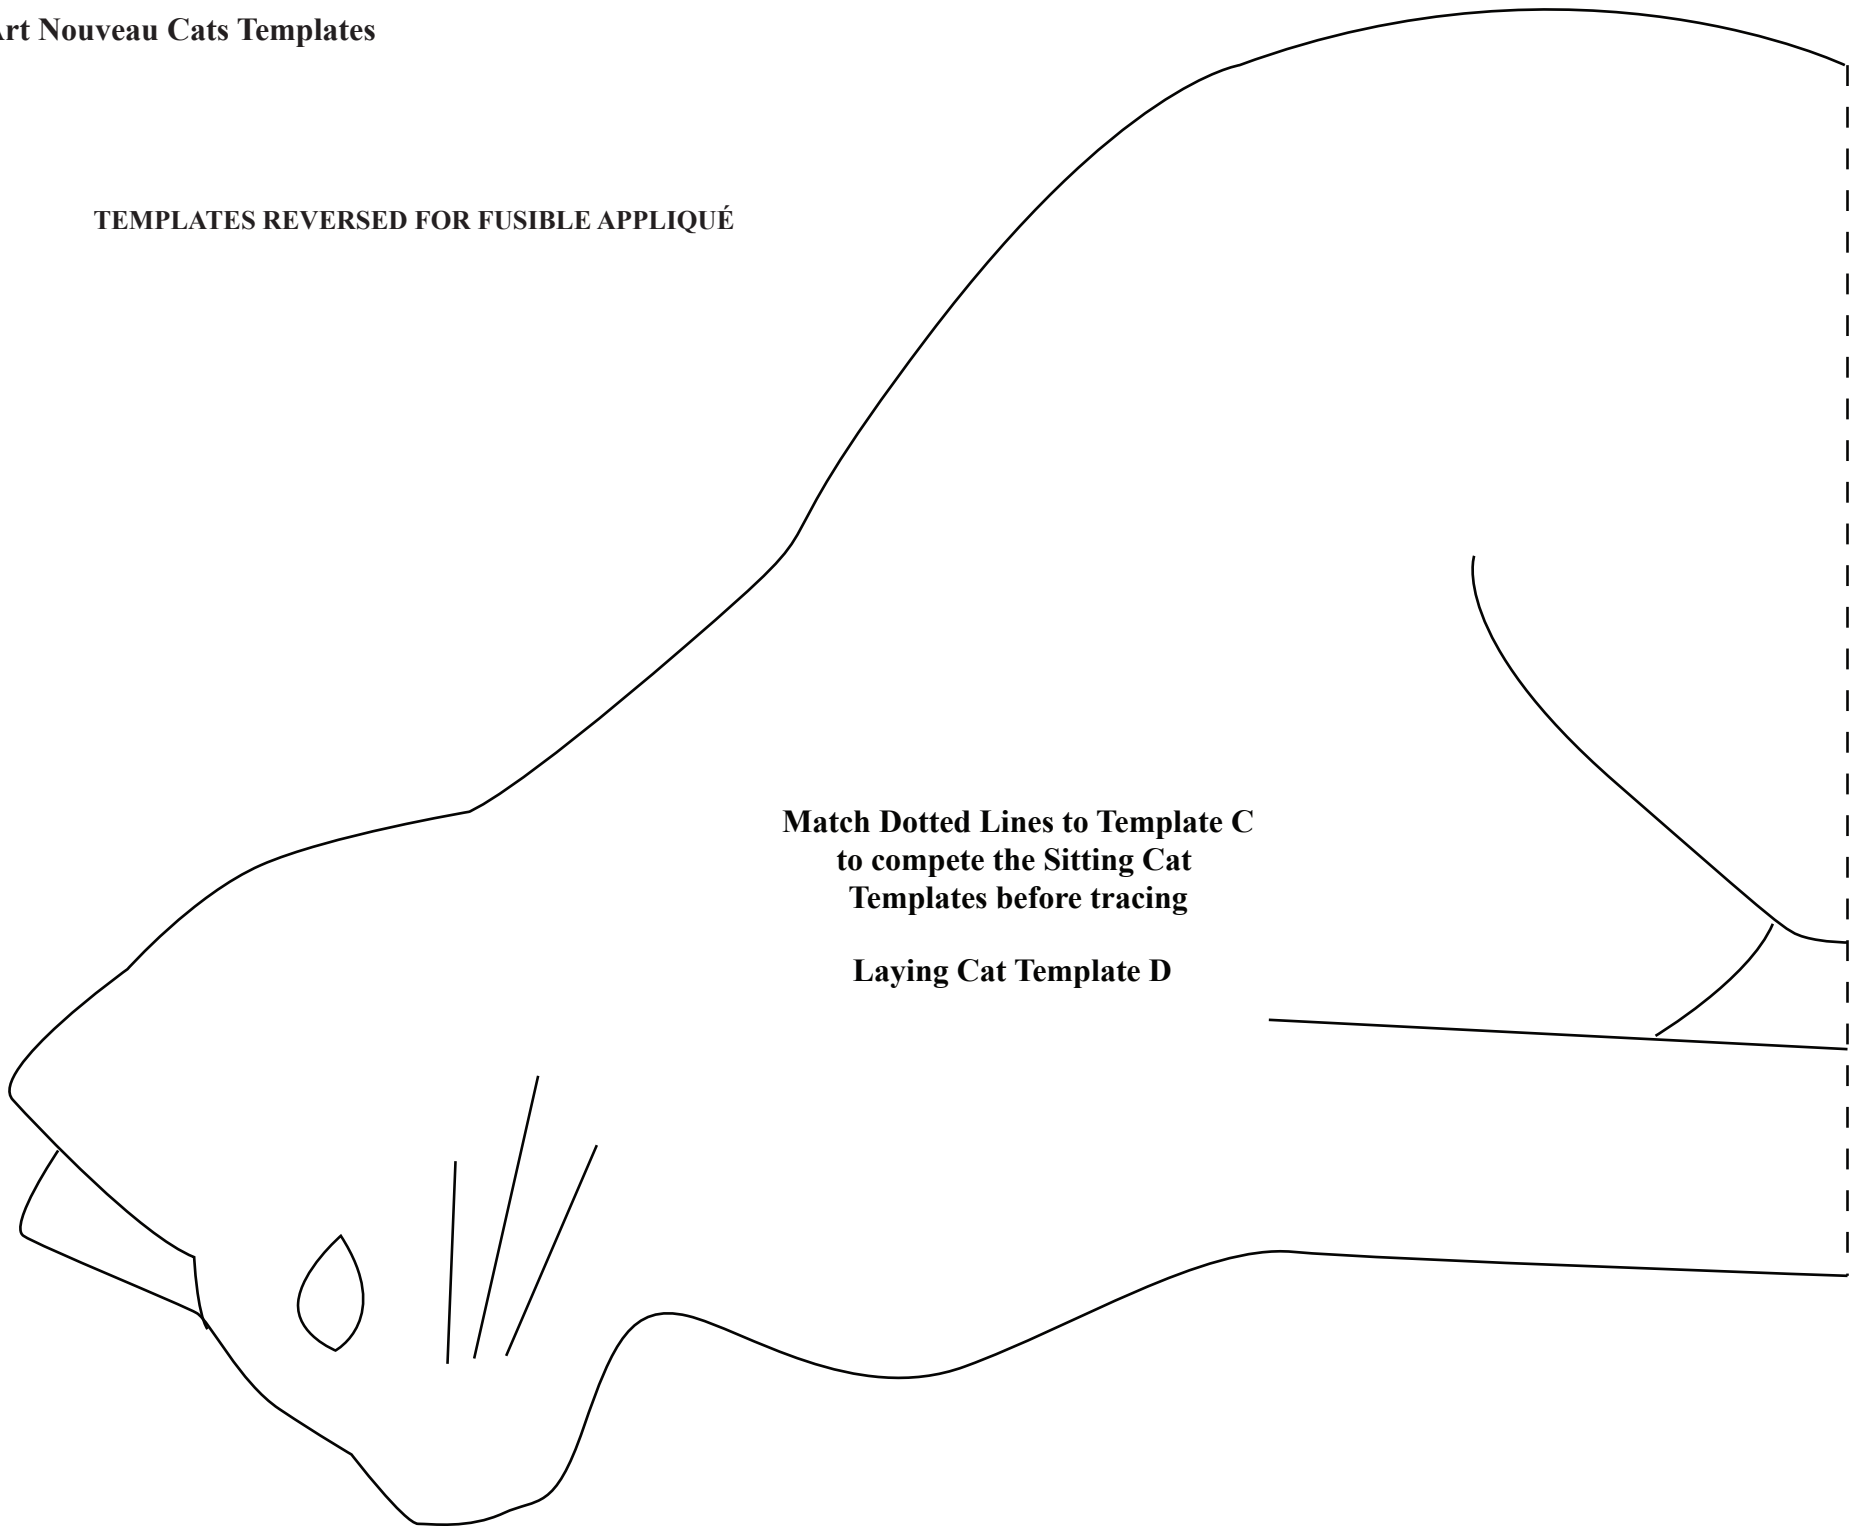 Art Nouveau Cats Templates
TEMPLATES REVERSED FOR FUSIBLE APPLIQUÉ
Match Dotted Lines to Template C
to compete the Sitting Cat
Templates before tracing
Laying Cat Template D